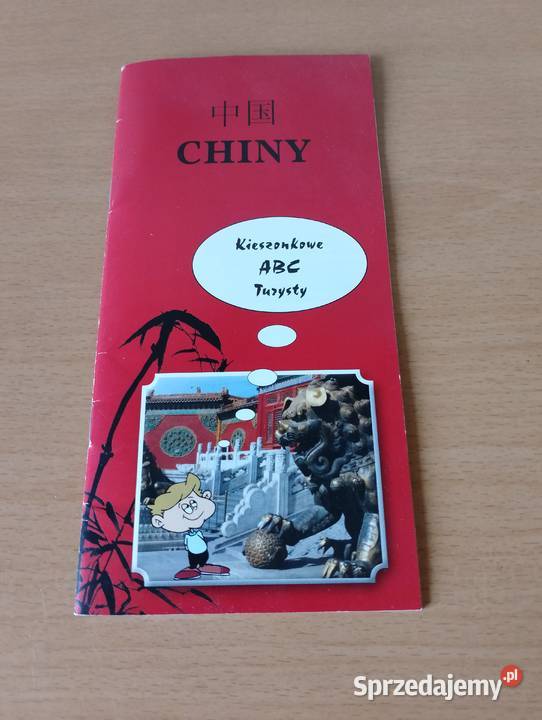 中国
CHINY
Kieszonkowe
ABC
Turysty
Sprzedajemy.pl